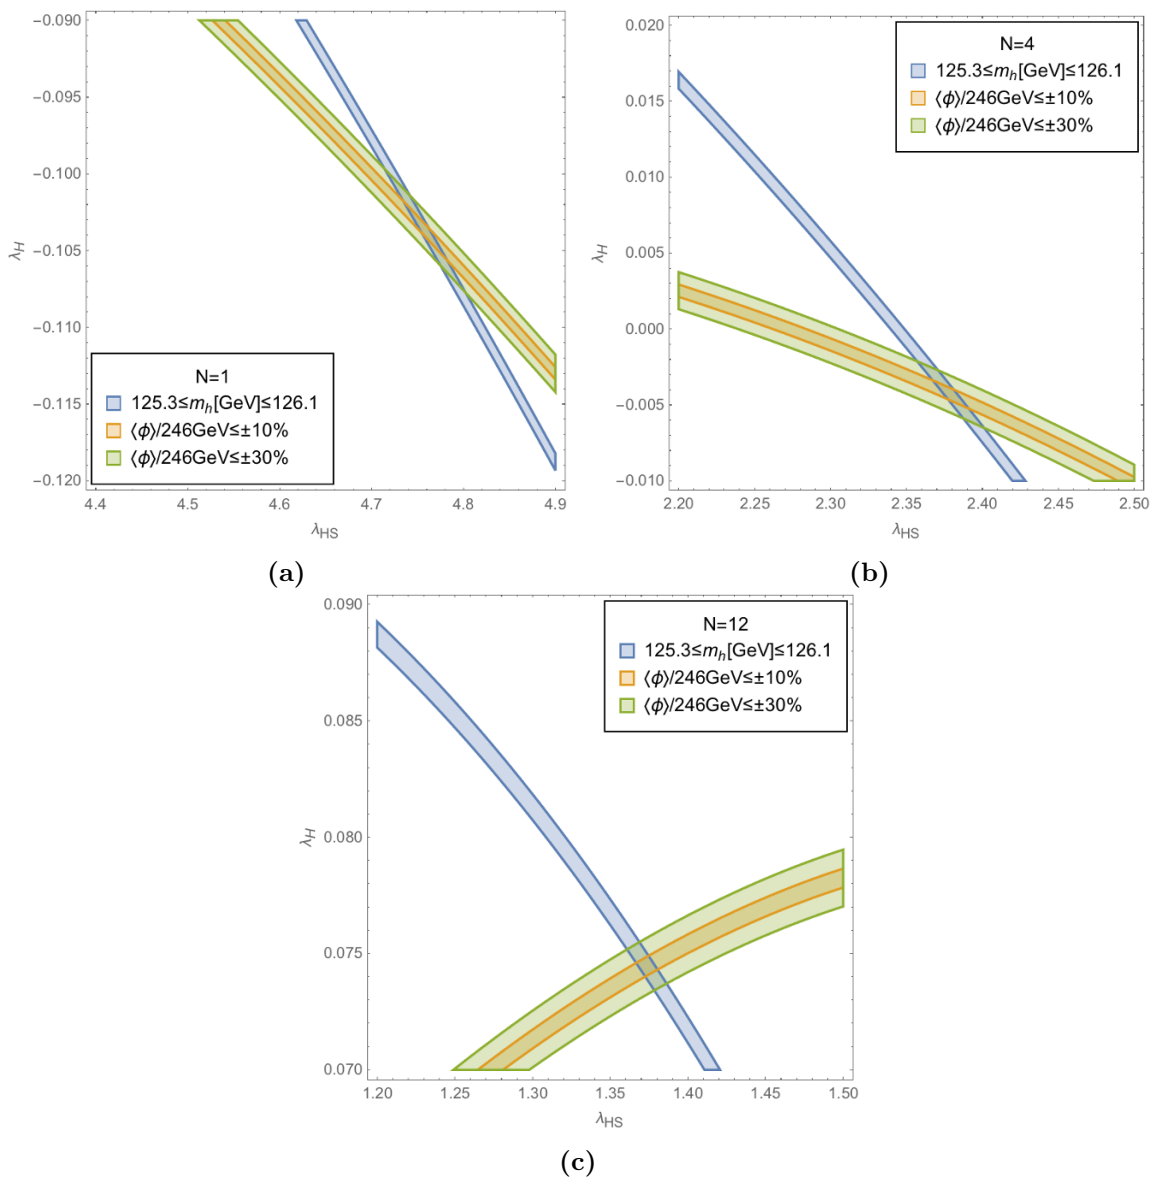 −0.090
−0.095
−0.100
−0.105
−0.110
−0.115
−0.120
λH
N=1
125.3≤mh[GeV]≤126.1
⟨ϕ⟩/246GeV≤±10%
⟨ϕ⟩/246GeV≤±30%
4.4 4.5 4.6 4.7 4.8 4.9
λHS
(a)
0.020
0.015
0.010
0.005
0.000
−0.005
−0.010
λH
N=4
125.3≤mh[GeV]≤126.1
⟨ϕ⟩/246GeV≤±10%
⟨ϕ⟩/246GeV≤±30%
2.20 2.25 2.30 2.35 2.40 2.45 2.50
λHS
(b)
0.090
0.085
0.080
0.075
0.070
λH
N=12
125.3≤mh[GeV]≤126.1
⟨ϕ⟩/246GeV≤±10%
⟨ϕ⟩/246GeV≤±30%
1.20 1.25 1.30 1.35 1.40 1.45 1.50
λHS
(c)